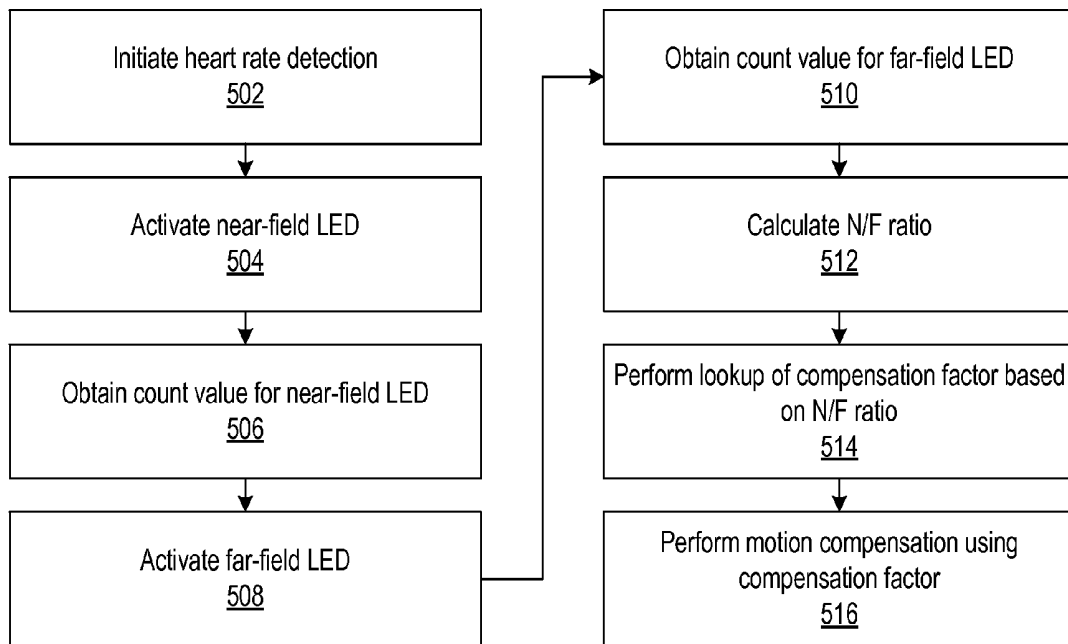 Initiate heart rate detection
502
Activate near-field LED
504
Obtain count value for near-field LED
506
Activate far-field LED
508
Obtain count value for far-field LED
510
Calculate N/F ratio
512
Perform lookup of compensation factor based
on N/F ratio
514
Perform motion compensation using
compensation factor
516